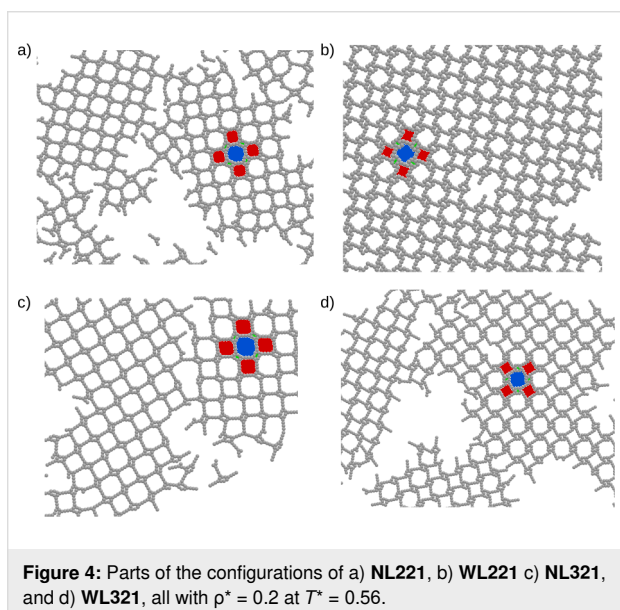 a)
b)
c)
d)
Figure 4: Parts of the configurations of a) NL221, b) WL221 c) NL321,
and d) WL321, all with ρ* = 0.2 at T* = 0.56.